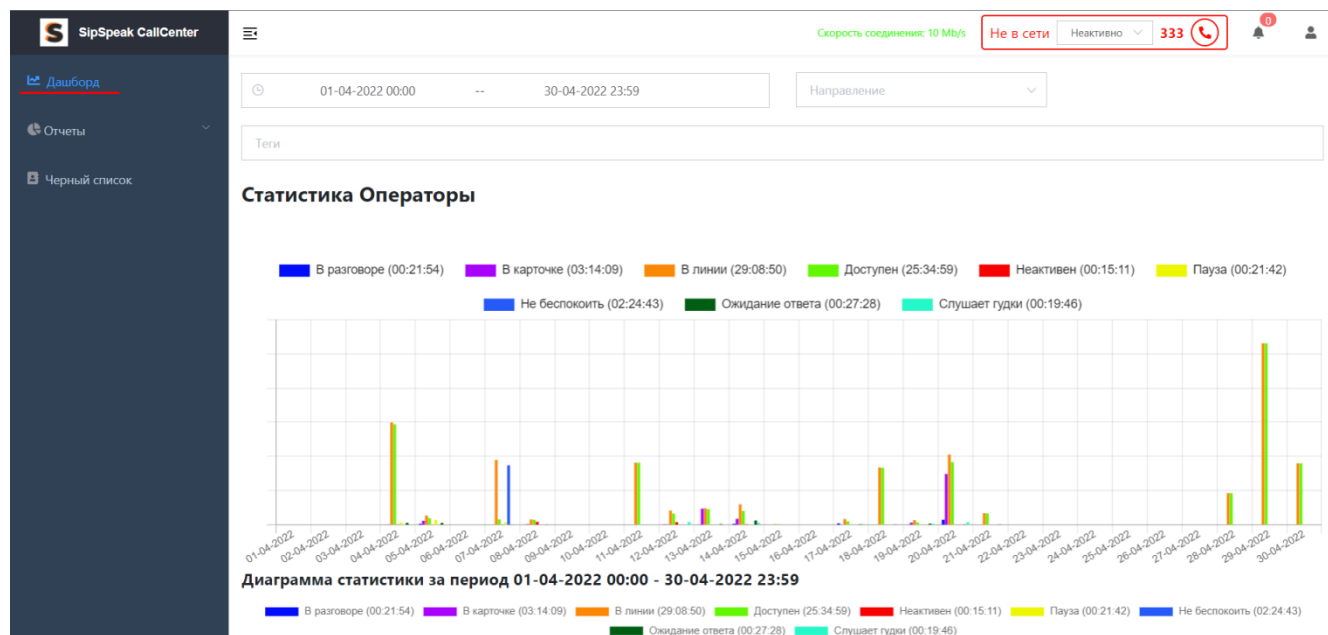 SipSpeak CallCenter
Скорость соединения: 10 Mb/s
Не в сети
Неактивно
333
0
Дашборд
01-04-2022 00:00 -- 30-04-2022 23:59
Направление
Отчеты
Теги
Черный список
Статистика Операторы
В разговоре (00:21:54) В карточке (03:14:09) В линии (29:08:50) Доступен (25:34:59) Неактивен (00:15:11) Пауза (00:21:42)
Не беспокоить (02:24:43) Ожидание ответа (00:27:28) Слушает гудки (00:19:46)
01-04-2022 02-04-2022 03-04-2022 04-04-2022 05-04-2022 06-04-2022 07-04-2022 08-04-2022 09-04-2022 10-04-2022 11-04-2022 12-04-2022 13-04-2022 14-04-2022 15-04-2022 16-04-2022 17-04-2022 18-04-2022 19-04-2022 20-04-2022 21-04-2022 22-04-2022 23-04-2022 24-04-2022 25-04-2022 26-04-2022 27-04-2022 28-04-2022 29-04-2022 30-04-2022
Диаграмма статистики за период 01-04-2022 00:00 - 30-04-2022 23:59
В разговоре (00:21:54) В карточке (03:14:09) В линии (29:08:50) Доступен (25:34:59) Неактивен (00:15:11) Пауза (00:21:42) Не беспокоить (02:24:43)
Ожидание ответа (00:27:28) Слушает гудки (00:19:46)